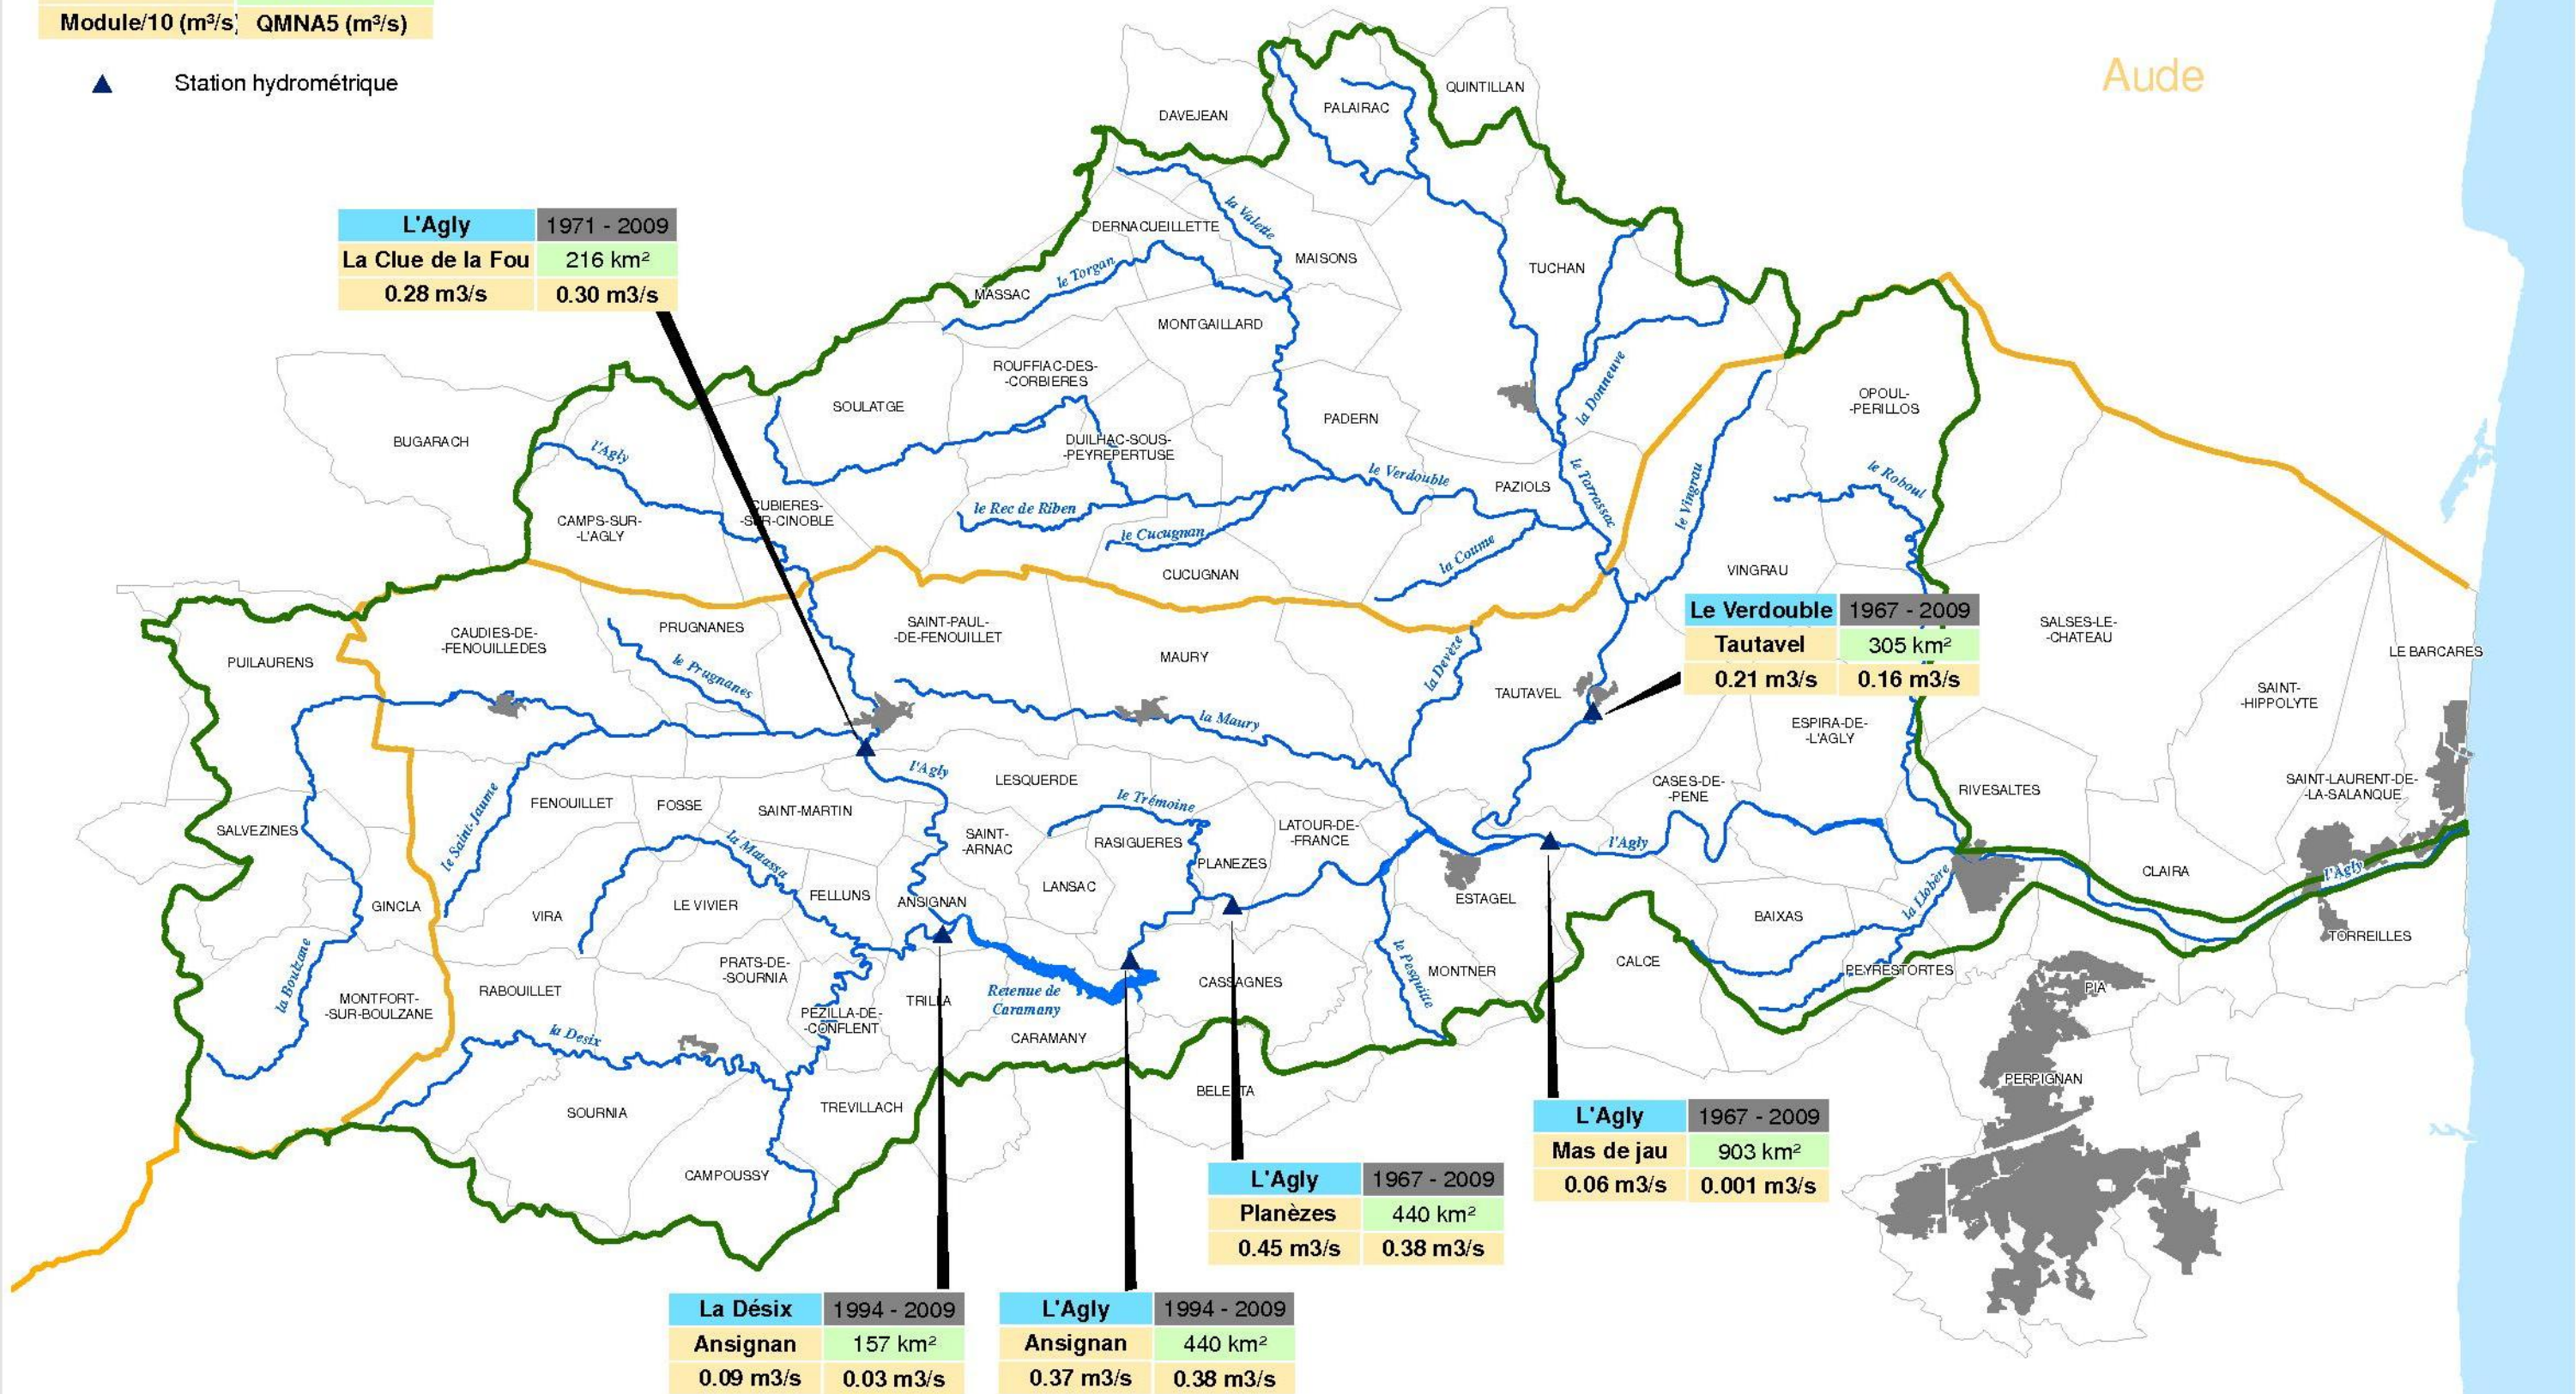 Module/10 (m³/s) QMNA5 (m³/s)
Station hydrométrique
Aude
QUINTILLAN
PALAIRAC
DAVEJEAN
L'Agly 1971 - 2009
La Clue de la Fou 216 km²
0.28 m3/s 0.30 m3/s
la Valette
DERNACUEILLETTE
MAISONS
TUCHAN
le Torgan
MASSAC
MONTGAILLARD
ROUFFIAC-DES-
-CORBIERES
la Donneuve
OPOUL-
-PERILLOS
SOULATGE
PADERN
BUGARACH
l'Agly
DUILHAC-SOUS-
-PEYREPERTUSE
le Verdouble
le Tarrassac
le Vingrau
le Roboul
PAZIOLS
CUBIERES-
-SUR-CINOBLE
le Rec de Riben
CAMPS-SUR-
-L'AGLY
le Cucugnan
la Coume
CUCUGNAN
VINGRAU
Le Verdouble 1967 - 2009
Tautavel 305 km²
0.21 m3/s 0.16 m3/s
SALSES-LE-
-CHATEAU
LE BARCARES
CAUDIES-DE-
-FENOUILLEDES
PRUGNANES
SAINT-PAUL-
-DE-FENOUILLET
PUILAURENS
le Prugnanes
MAURY
la Devèze
TAUTAVEL
SAINT-
-HIPPOLYTE
la Maury
ESPIRA-DE-
-L'AGLY
l'Agly
LESQUERDE
CASES-DE-
-PENE
RIVESALTES
SAINT-LAURENT-DE-
-LA-SALANQUE
FENOUILLET
FOSSE
SAINT-MARTIN
le Trémoine
le Saint-Jaume
SALVEZINES
SAINT-
-ARNAC
RASIGUERES
LATOUR-DE-
-FRANCE
l'Agly
la Matassa
PLANEZES
CLAIRA
l'Agly
LANSAC
FELLUNS
ANSIGNAN
ESTAGEL
la Llobère
GINCLA
VIRA
LE VIVIER
BAIXAS
TORREILLES
PRATS-DE-
-SOURNIA
la Boulzane
le Pesquitte
MONTNER
CALCE
PEYRESTORTES
CASSAGNES
RABOUILLET
TRILLA
Retenue de
Caramany
PIA
MONTFORT-
-SUR-BOULZANE
PEZILLA-DE-
-CONFLENT
la Desix
CARAMANY
PERPIGNAN
BELESTA
SOURNIA
TREVILLACH
CAMPOUSSY
L'Agly 1967 - 2009
Mas de jau 903 km²
0.06 m3/s 0.001 m3/s
L'Agly 1967 - 2009
Planèzes 440 km²
0.45 m3/s 0.38 m3/s
La Désix 1994 - 2009
Ansignan 157 km²
0.09 m3/s 0.03 m3/s
L'Agly 1994 - 2009
Ansignan 440 km²
0.37 m3/s 0.38 m3/s